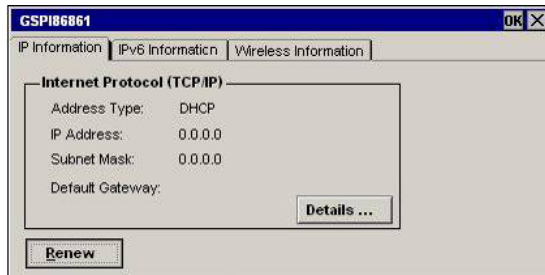 GSPI86861 OK
IP Information IPv6 Information Wireless Information
Internet Protocol (TCP/IP)
Address Type: DHCP
IP Address: 0.0.0.0
Subnet Mask: 0.0.0.0
Default Gateway:
Details ...
Renew